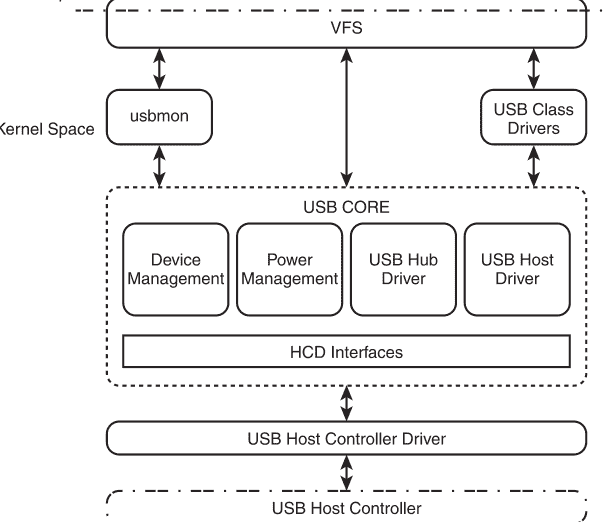 VFS
usbmon
USB Class
Drivers
Kernel Space
USB CORE
Device
Management
Power
Management
USB Hub
Driver
USB Host
Driver
HCD Interfaces
USB Host Controller Driver
USB Host Controller